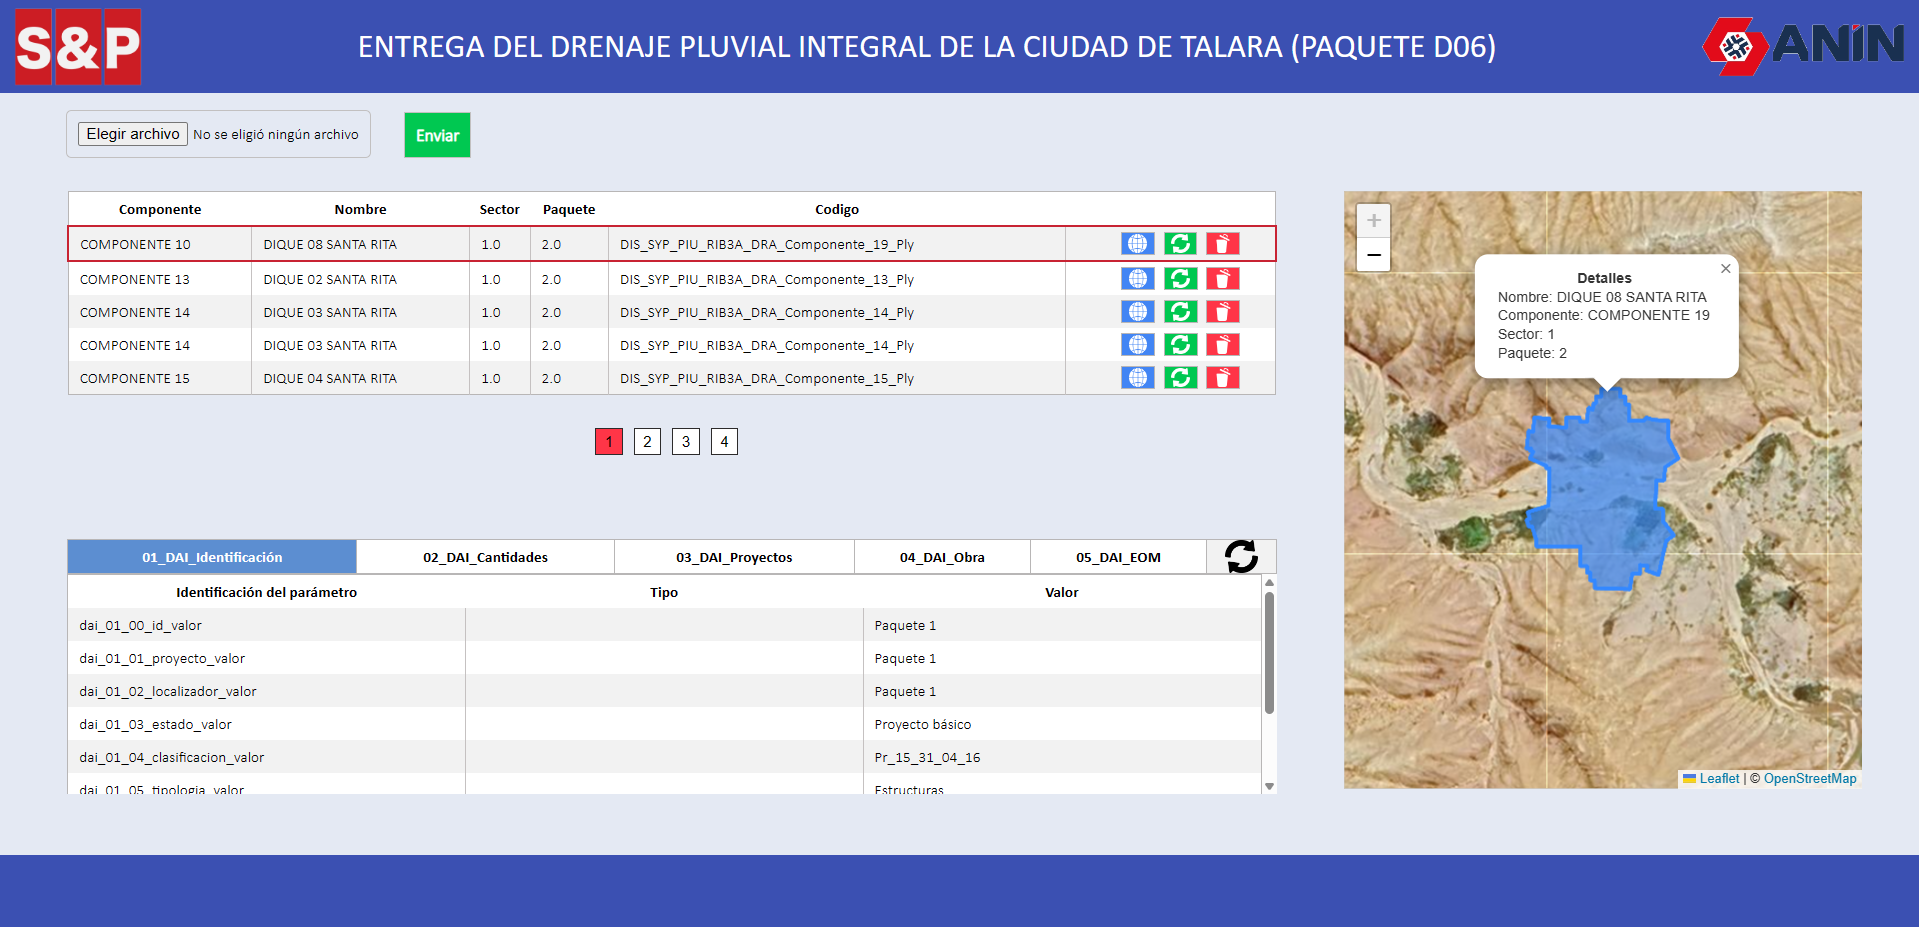 S&P
ENTREGA DEL DRENAJE PLUVIAL INTEGRAL DE LA CIUDAD DE TALARA (PAQUETE D06)
ANIN
Elegir archivo No se eligió ningún archivo
Enviar
Componente Nombre Sector Paquete Codigo
COMPONENTE 10 DIQUE 08 SANTA RITA 1.0 2.0 DIS_SYP_PIU_RIB3A_DRA_Componente_19_Ply
COMPONENTE 13 DIQUE 02 SANTA RITA 1.0 2.0 DIS_SYP_PIU_RIB3A_DRA_Componente_13_Ply
COMPONENTE 14 DIQUE 03 SANTA RITA 1.0 2.0 DIS_SYP_PIU_RIB3A_DRA_Componente_14_Ply
COMPONENTE 14 DIQUE 03 SANTA RITA 1.0 2.0 DIS_SYP_PIU_RIB3A_DRA_Componente_14_Ply
COMPONENTE 15 DIQUE 04 SANTA RITA 1.0 2.0 DIS_SYP_PIU_RIB3A_DRA_Componente_15_Ply
1 2 3 4
01_DAI_Identificación 02_DAI_Cantidades 03_DAI_Proyectos 04_DAI_Obra 05_DAI_EOM
Identificación del parámetro Tipo Valor
dai_01_00_id_valor Paquete 1
dai_01_01_proyecto_valor Paquete 1
dai_01_02_localizador_valor Paquete 1
dai_01_03_estado_valor Proyecto básico
dai_01_04_clasificacion_valor Pr_15_31_04_16
dai_01_05_tipologia_valor Estructuras
+
−
×
Detalles
Nombre: DIQUE 08 SANTA RITA
Componente: COMPONENTE 19
Sector: 1
Paquete: 2
Leaflet | © OpenStreetMap